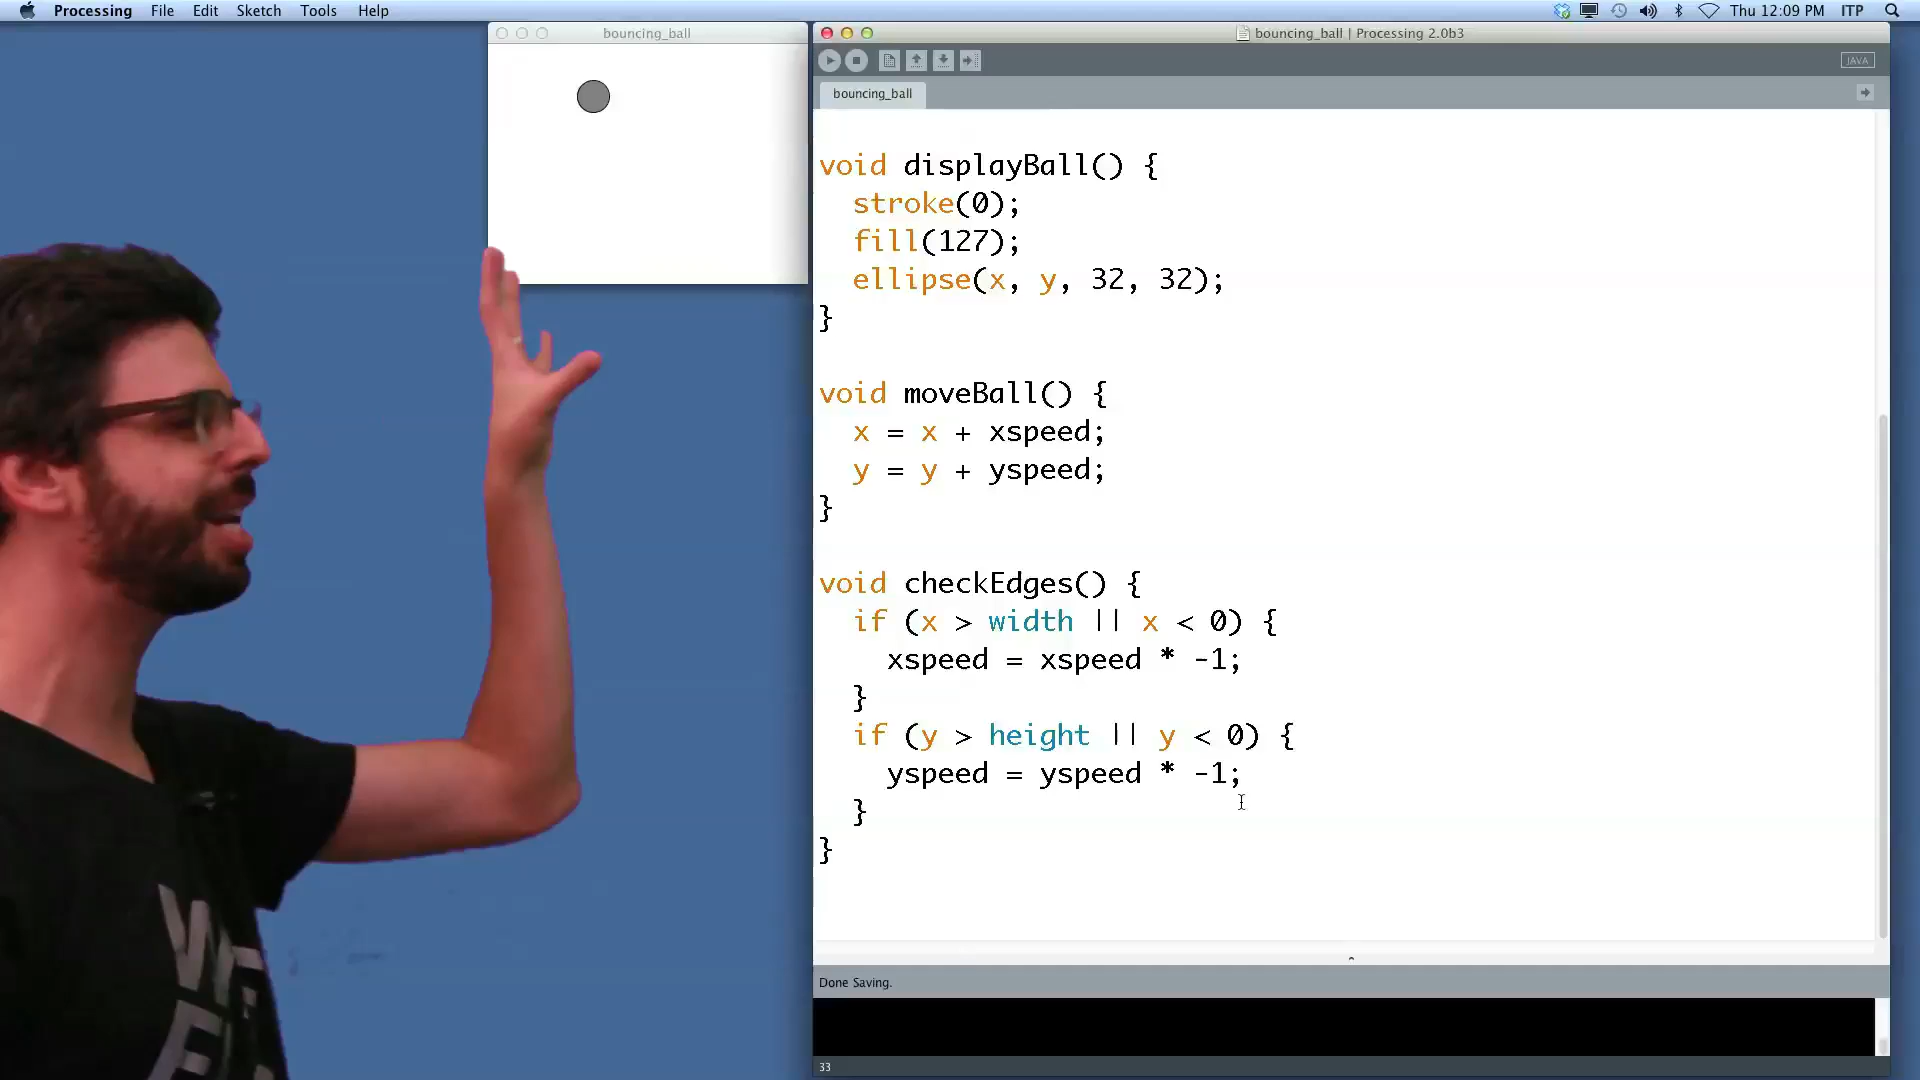 Processing File Edit Sketch Tools Help
Thu 12:09 PM ITP
bouncing_ball
bouncing_ball | Processing 2.0b3
JAVA
bouncing_ball
void displayBall() {
stroke(0);
fill(127);
ellipse(x, y, 32, 32);
}
void moveBall() {
x = x + xspeed;
y = y + yspeed;
}
void checkEdges() {
if (x > width || x < 0) {
xspeed = xspeed * -1;
}
if (y > height || y < 0) {
yspeed = yspeed * -1;
}
}
Done Saving.
33